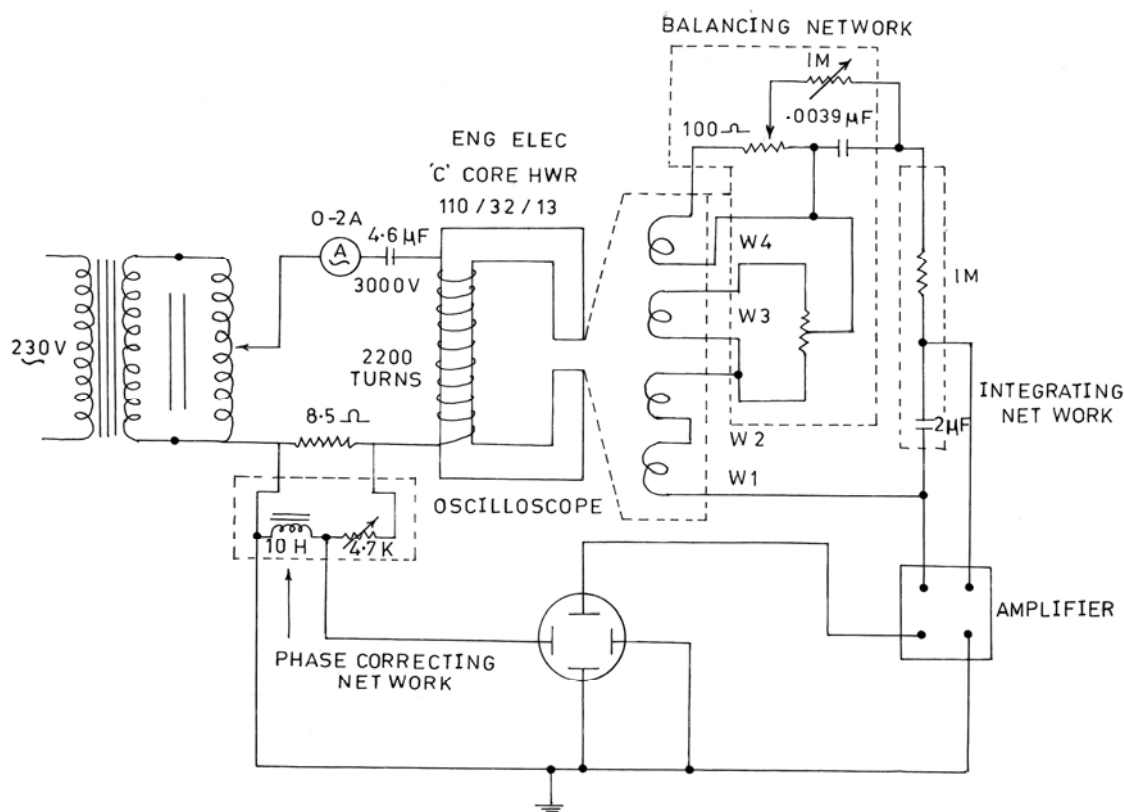 BALANCING NETWORK
1M
.0039μF
100Ω
ENG ELEC
'C' CORE HWR
110/32/13
0-2A
A
4.6μF
3000V
W4
1M
W3
230V
2200
TURNS
INTEGRATING
NET WORK
8.5Ω
2μF
W2
W1
OSCILLOSCOPE
10H
4.7K
AMPLIFIER
PHASE CORRECTING
NET WORK